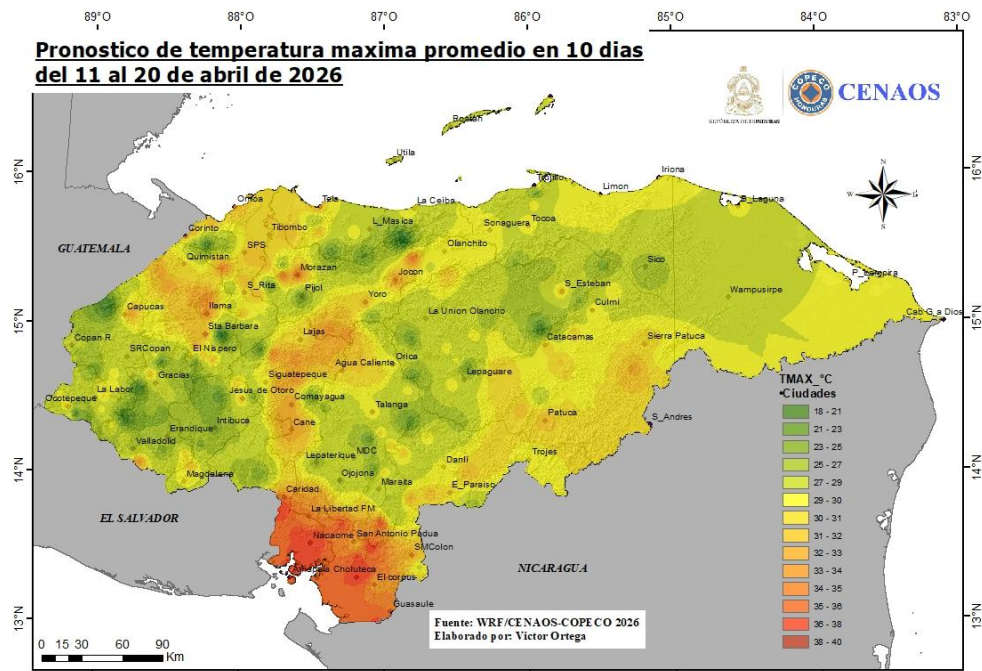 89°O 88°O 87°O 86°O 85°O 84°O 83°O
Pronostico de temperatura maxima promedio en 10 dias
del 11 al 20 de abril de 2026
REPÚBLICA DE HONDURAS
COPECO
HONDURAS
CENAOS
Roatan
Utila
16°N
16°N
Iriona
Trujillo
Limon
Omoa
Tela
La Ceiba
B_Laguna
N
W
E
S
Corinto
Tibombo
L_Masica
Sonaguera
Tocoa
GUATEMALA
SPS
Olanchito
Quimistan
Morazan
Jocon
Sico
S_Rita
Pijol
Yoro
S_Esteban
Wampusirpe
Capucas
Ilama
La Union Olancho
Culmi
Cab G_a Dios
15°N
15°N
Sta Barbara
Lajas
Catacamas
Sierra Patuca
Copan R.
SRCopan
El Nispero
Orica
Agua Caliente
Gracias
Siguatepeque
Lepaguare
La Labor
Jesus de Otoro
Comayagua
Ocotepeque
Talanga
Patuca
S_Andres
Erandique
Intibuca
Cane
Valladolid
Lepaterique
MDC
Trojes
14°N
14°N
Magdalena
Ojojona
Danli
Maraita
E_Paraiso
Caridad
La Libertad FM
EL SALVADOR
Nacaome
San Antonio Padua
SMColon
Amapala
Choluteca
El corpus
NICARAGUA
Guasaule
13°N
13°N
TMAX_°C
Ciudades
18 - 21
21 - 23
23 - 25
25 - 27
27 - 29
29 - 30
30 - 31
31 - 32
32 - 33
33 - 34
34 - 35
35 - 36
36 - 38
38 - 40
Fuente: WRF/CENAOS-COPECO 2026
Elaborado por: Victor Ortega
0 15 30 60 90
Km